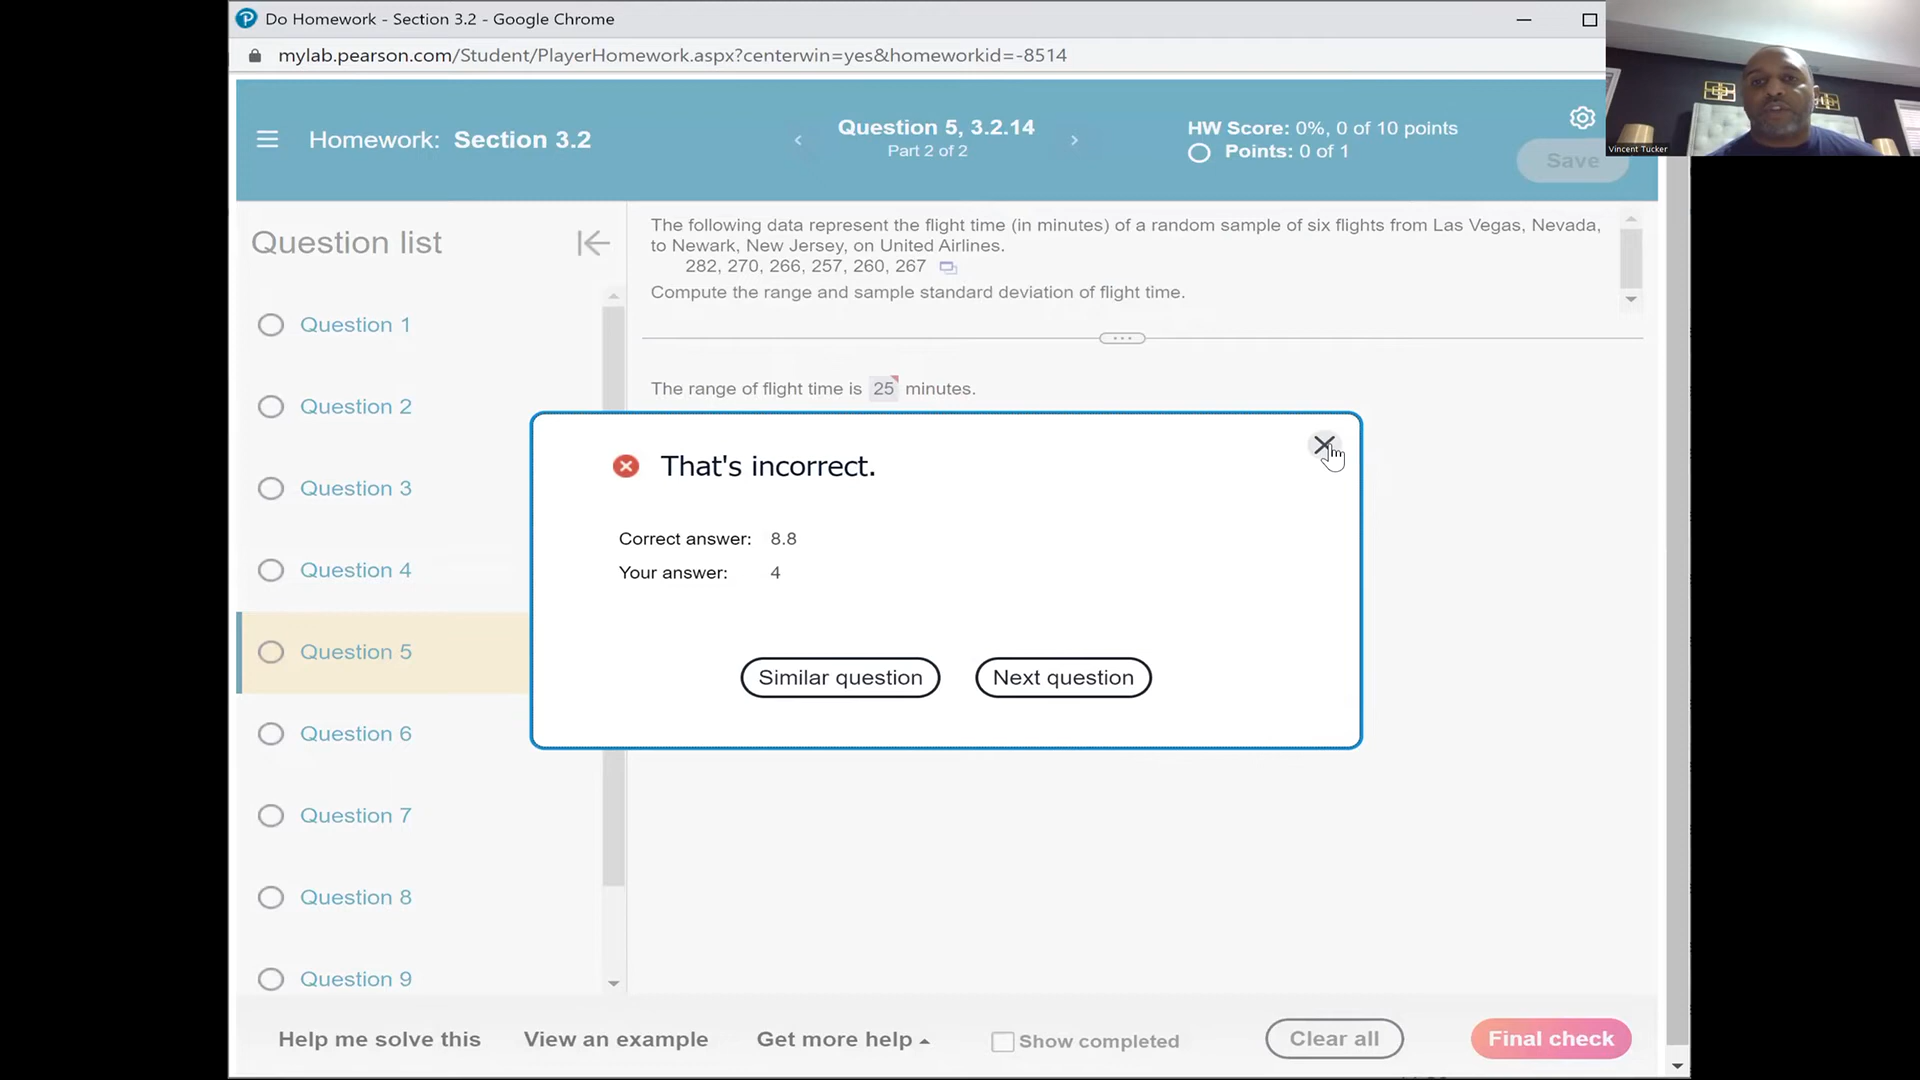 Do Homework - Section 3.2 - Google Chrome
mylab.pearson.com/Student/PlayerHomework.aspx?centerwin=yes&homeworkid=-8514
Homework: Section 3.2
Question 5, 3.2.14
Part 2 of 2
HW Score: 0%, 0 of 10 points
Points: 0 of 1
Save
Vincent Tucker
Question list
Question 1
Question 2
Question 3
Question 4
Question 5
Question 6
Question 7
Question 8
Question 9
The following data represent the flight time (in minutes) of a random sample of six flights from Las Vegas, Nevada,
to Newark, New Jersey, on United Airlines.
282, 270, 266, 257, 260, 267
Compute the range and sample standard deviation of flight time.
The range of flight time is 25 minutes.
That's incorrect.
Correct answer: 8.8
Your answer: 4
Similar question
Next question
Help me solve this
View an example
Get more help
Show completed
Clear all
Final check